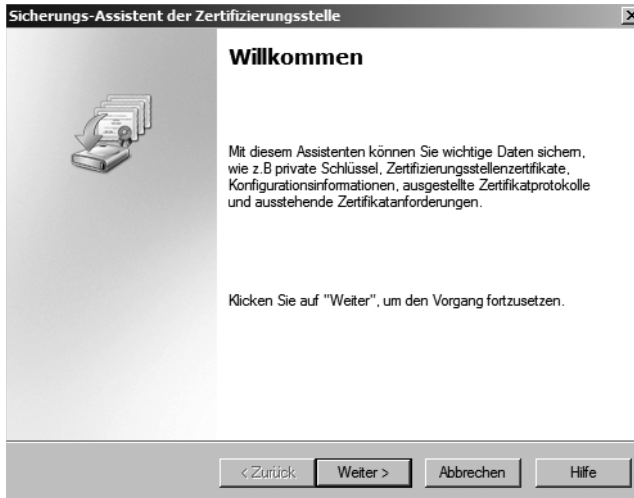 Sicherungs-Assistent der Zertifizierungsstelle
Willkommen
Mit diesem Assistenten können Sie wichtige Daten sichern,
wie z.B private Schlüssel, Zertifizierungsstellenzertifikate,
Konfigurationsinformationen, ausgestellte Zertifikatprotokolle
und ausstehende Zertifikatanforderungen.
Klicken Sie auf "Weiter", um den Vorgang fortzusetzen.
< Zurück Weiter > Abbrechen Hilfe